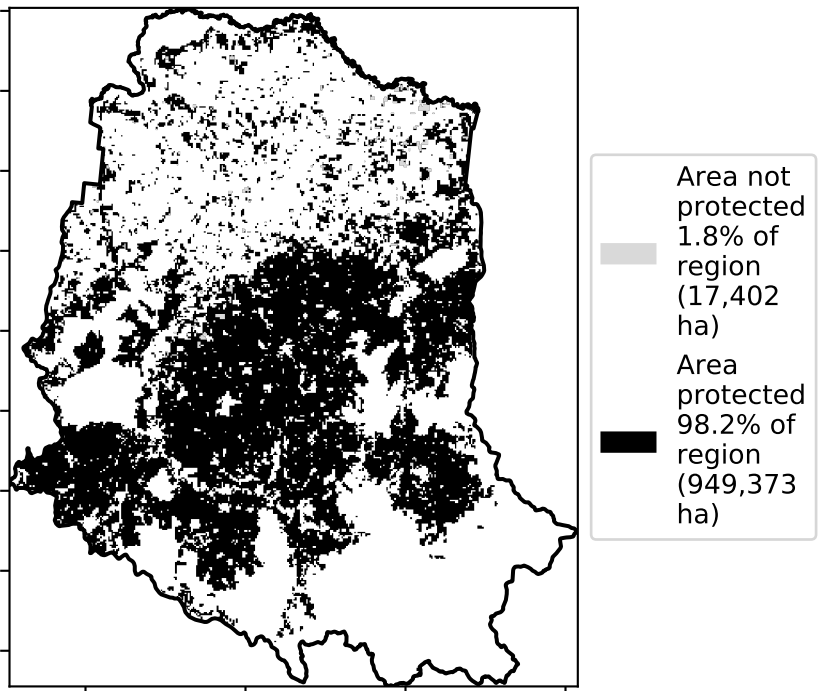 Area not
protected
1.8% of
region
(17,402
ha)
Area
protected
98.2% of
region
(949,373
ha)